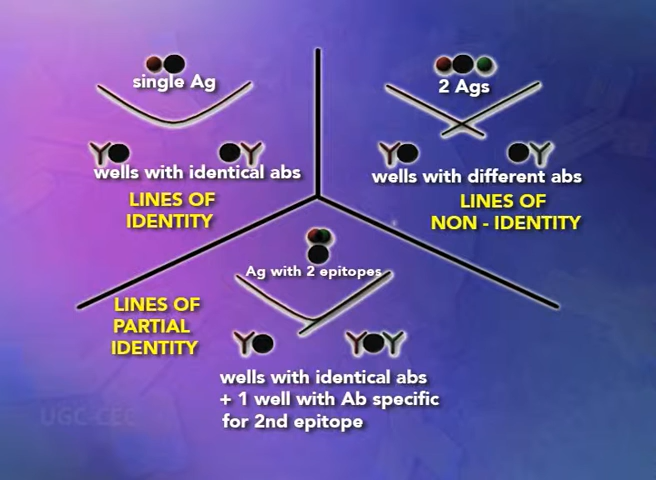 single Ag
wells with identical abs
LINES OF
IDENTITY
2 Ags
wells with different abs
LINES OF
NON - IDENTITY
Ag with 2 epitopes
LINES OF
PARTIAL
IDENTITY
wells with identical abs
+ 1 well with Ab specific
for 2nd epitope
UGC-CEC